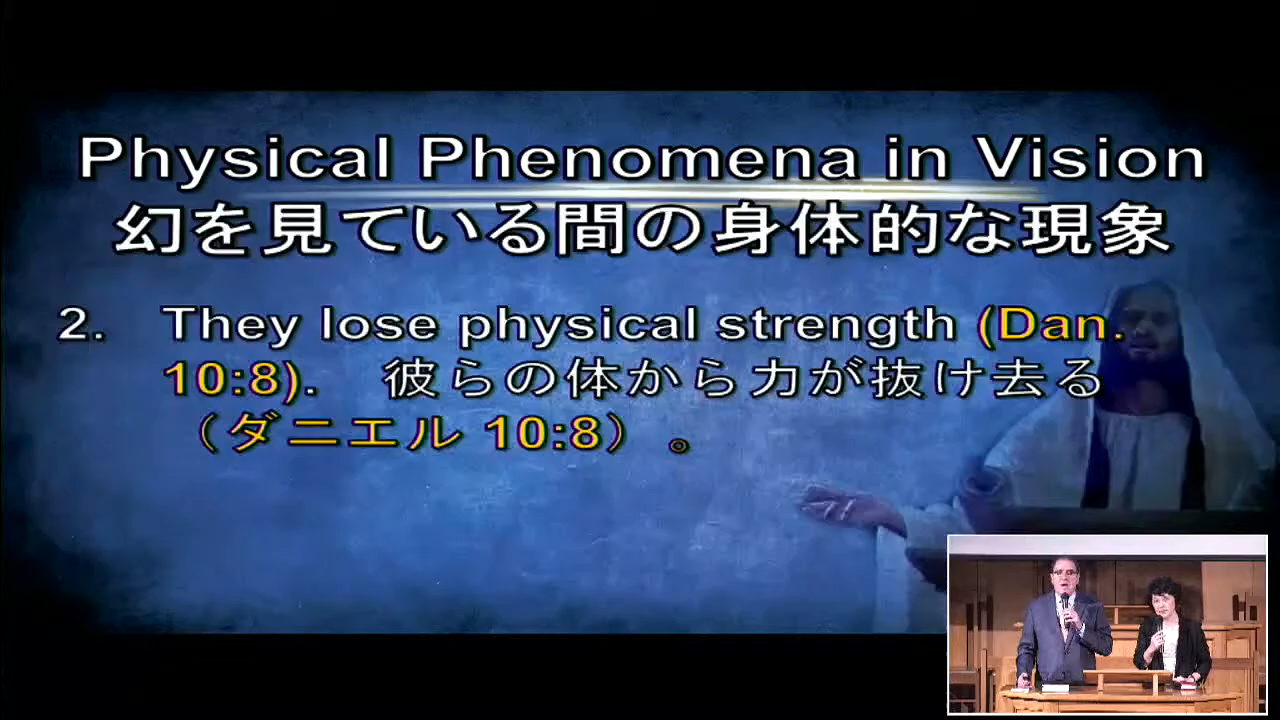 Physical Phenomena in Vision
幻を見ている間の身体的な現象
2. They lose physical strength (Dan.
10:8). 彼らの体から力が抜け去る
（ダニエル 10:8） 。